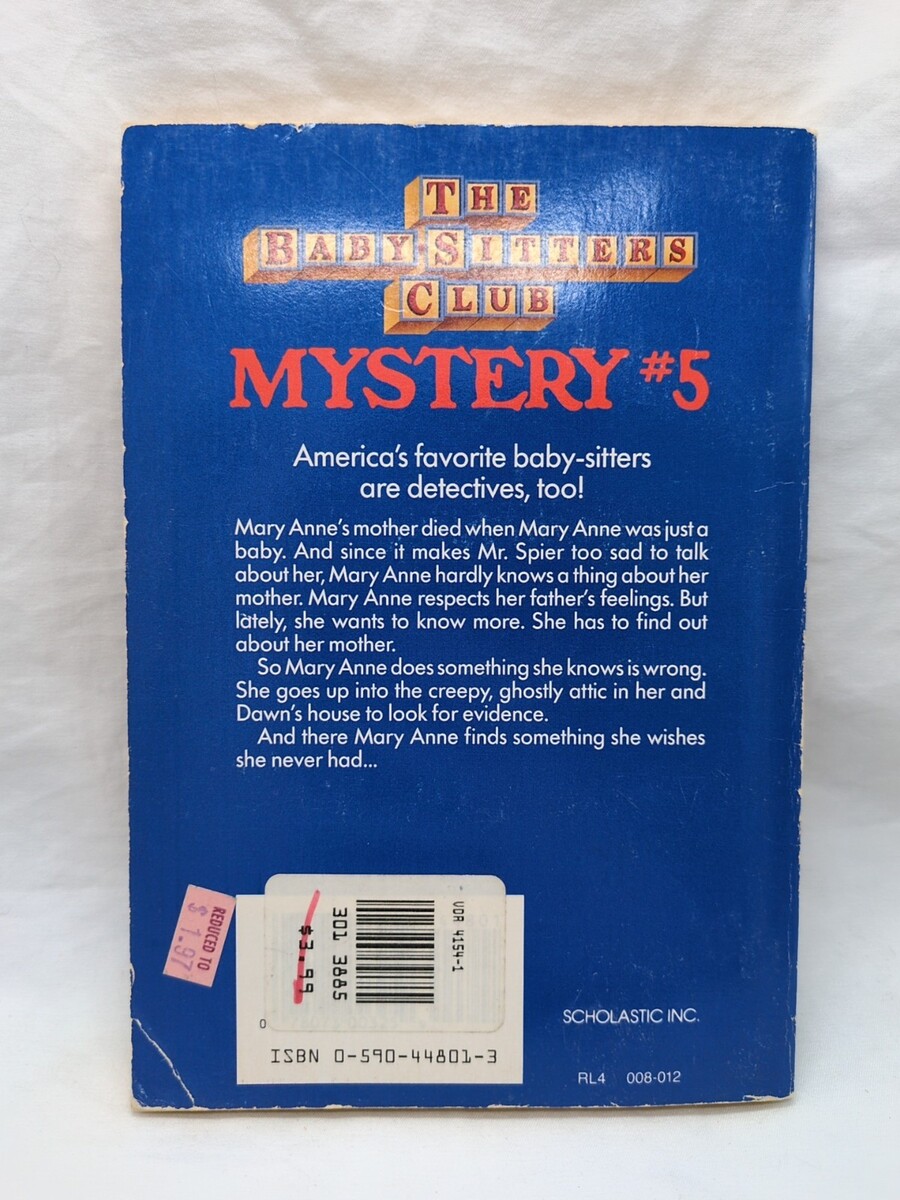 THE
BABY-SITTERS
CLUB
MYSTERY #5
America's favorite baby-sitters
are detectives, too!
Mary Anne's mother died when Mary Anne was just a
baby. And since it makes Mr. Spier too sad to talk
about her, Mary Anne hardly knows a thing about her
mother. Mary Anne respects her father's feelings. But
lately, she wants to know more. She has to find out
about her mother.
So Mary Anne does something she knows is wrong.
She goes up into the creepy, ghostly attic in her and
Dawn's house to look for evidence.
And there Mary Anne finds something she wishes
she never had...
REDUCED TO
$ 1.97
VDR 4154-1
301 3885
$3.99
0
ISBN 0-590-44801-3
SCHOLASTIC INC.
RL4 008-012